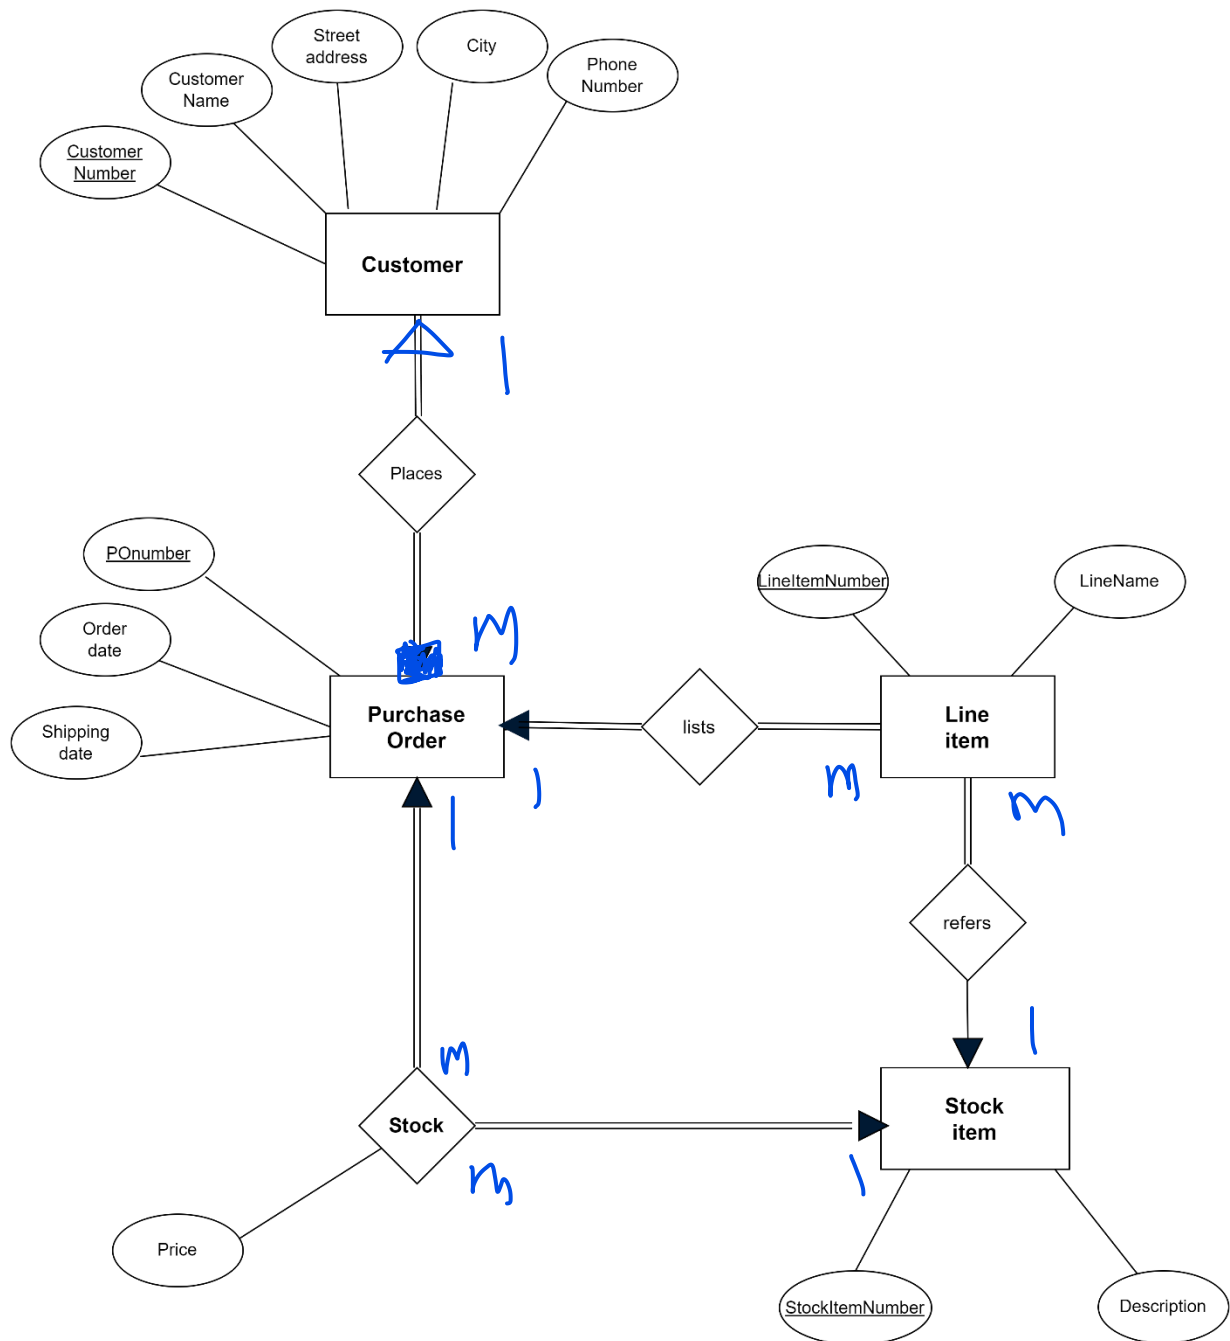 Street
address
City
Customer
Name
Phone
Number
Customer
Number
Customer
1
Places
POnumber
LineItemNumber
LineName
Order
date
M
Purchase
Order
lists
Line
item
Shipping
date
1
m
m
1
refers
1
m
Stock
Stock
item
m
1
Price
StockItemNumber
Description